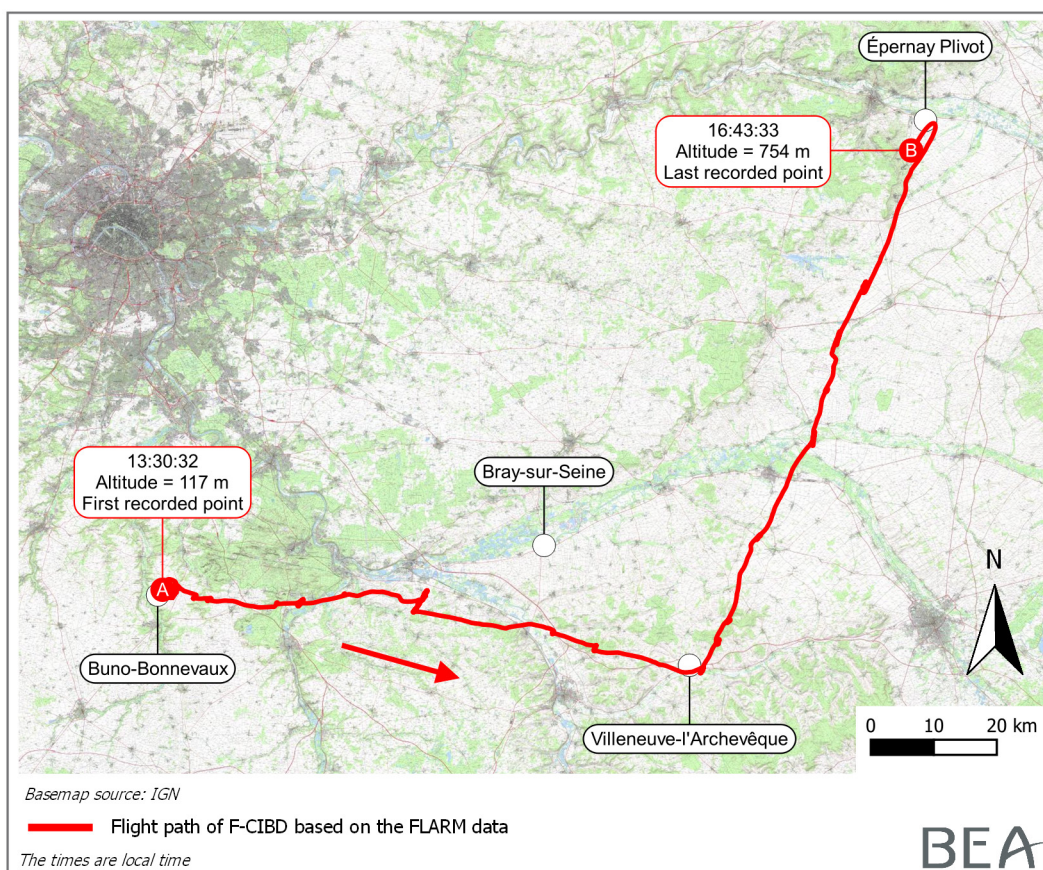 Épernay Plivot
16:43:33
Altitude = 754 m
Last recorded point
B
13:30:32
Altitude = 117 m
First recorded point
Bray-sur-Seine
A
N
Buno-Bonnevaux
Villeneuve-l'Archevêque
0 10 20 km
Basemap source: IGN
Flight path of F-CIBD based on the FLARM data
The times are local time
BEA